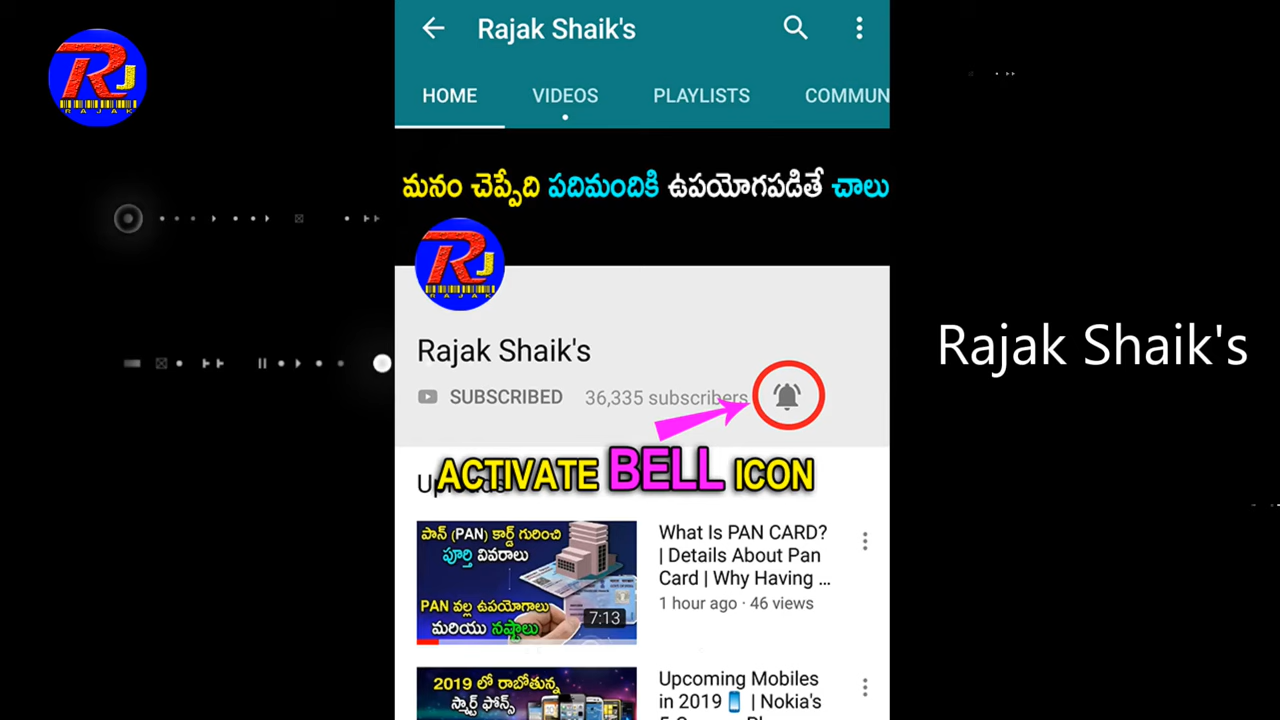 RJ
RAJAK
Rajak Shaik's
HOME VIDEOS PLAYLISTS COMMUN
మనం చెప్పేది పదిమందికి ఉపయోగపడితే చాలు
RJ
RAJAK
Rajak Shaik's
SUBSCRIBED 36,335 subscribers
Rajak Shaik's
ACTIVATE BELL ICON
Uploads
పాన్ (PAN) కార్డ్ గురించి
పూర్తి వివరాలు
PAN వల్ల ఉపయోగాలు
మరియు నష్టాలు
7:13
What Is PAN CARD?
| Details About Pan
Card | Why Having ...
1 hour ago · 46 views
2019 లో రాబోతున్న
స్మార్ట్ ఫోన్స్
Upcoming Mobiles
in 2019 📱 | Nokia's